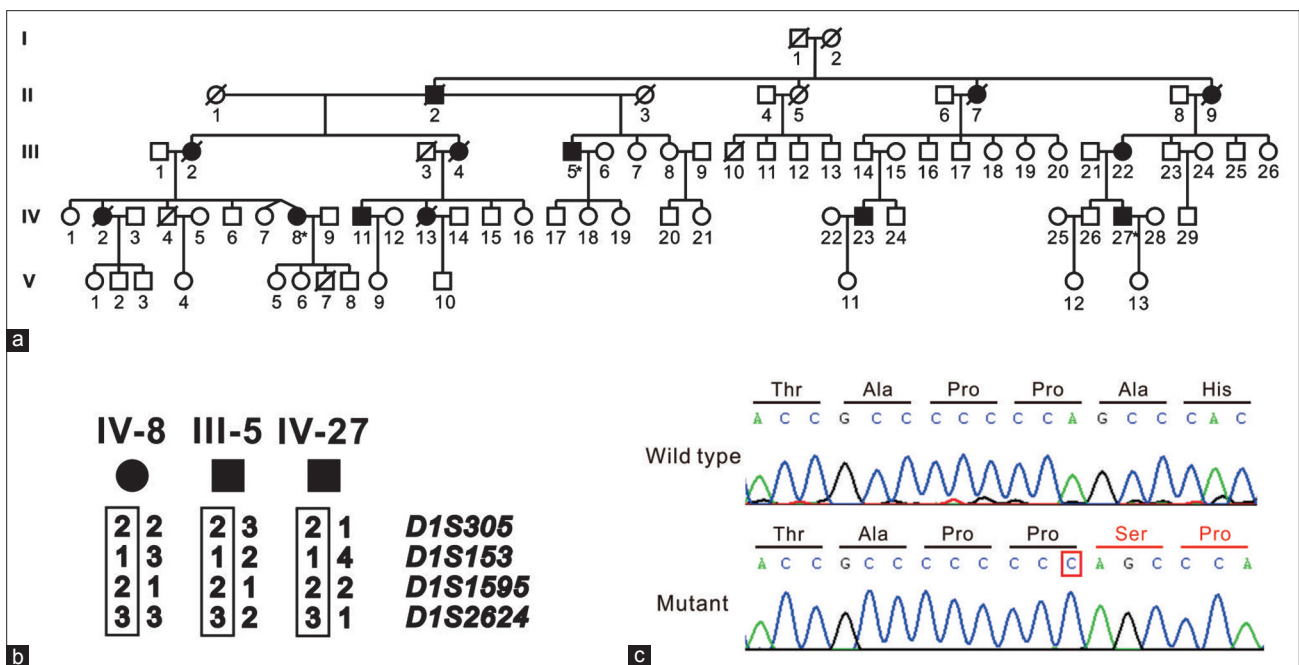 I
1 2
II
1 2 3 4 5 6 7 8 9
III
1 2 3 4 5* 6 7 8 9 10 11 12 13 14 15 16 17 18 19 20 21 22 23 24 25 26
IV
1 2 3 4 5 6 7 8* 9 11 12 13 14 15 16 17 18 19 20 21 22 23 24 25 26 27* 28 29
V
1 2 3 4 5 6 7 8 9 10 11 12 13
a
IV-8 III-5 IV-27
2 2 2 3 2 1 D1S305
1 3 1 2 1 4 D1S153
2 1 2 1 2 2 D1S1595
3 3 3 2 3 1 D1S2624
b
Thr Ala Pro Pro Ala His
A C C G C C C C C C C A G C C C A C
Wild type
Thr Ala Pro Pro Ser Pro
A C C G C C C C C C C C A G C C C A
Mutant
c